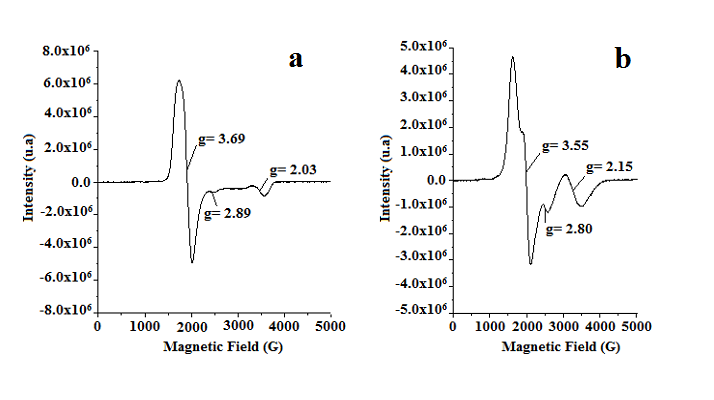 a
8.0x10⁶
6.0x10⁶
4.0x10⁶
2.0x10⁶
0.0
-2.0x10⁶
-4.0x10⁶
-6.0x10⁶
-8.0x10⁶
Intensity (u.a)
g= 3.69
g= 2.03
g= 2.89
0 1000 2000 3000 4000 5000
Magnetic Field (G)
b
5.0x10⁶
4.0x10⁶
3.0x10⁶
2.0x10⁶
1.0x10⁶
0.0
-1.0x10⁶
-2.0x10⁶
-3.0x10⁶
-4.0x10⁶
-5.0x10⁶
Intensity (u.a)
g= 3.55
g= 2.15
g= 2.80
0 1000 2000 3000 4000 5000
Magnetic Field (G)